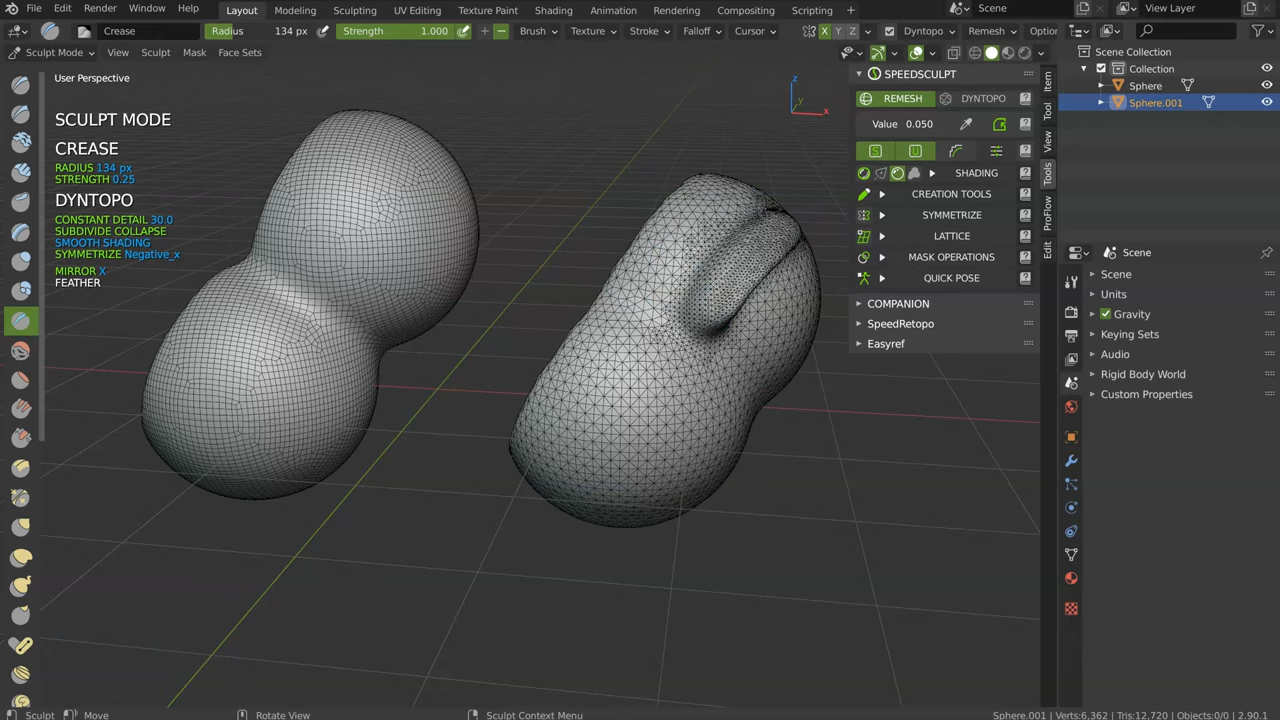 File Edit Render Window Help Layout Modeling Sculpting UV Editing Texture Paint Shading Animation Rendering Compositing Scripting Scene View Layer
Crease Radius 134 px Strength 1.000 Brush Texture Stroke Falloff Cursor X Y Z Dyntopo Remesh Optior
Sculpt Mode View Sculpt Mask Face Sets
User Perspective
SCULPT MODE
CREASE
RADIUS 134 px
STRENGTH 0.25
DYNTOPO
CONSTANT DETAIL 30.0
SUBDIVIDE COLLAPSE
SMOOTH SHADING
SYMMETRIZE Negative_x
MIRROR X
FEATHER
z
y
x
SPEEDSCULPT
REMESH DYNTOPO
Value 0.050
S U
SHADING
CREATION TOOLS
SYMMETRIZE
LATTICE
MASK OPERATIONS
QUICK POSE
COMPANION
SpeedRetopo
Easyref
Item
Tool
View
Tools
ProFlow
Edit
Scene Collection
Collection
Sphere
Sphere.001
Scene
Scene
Units
Gravity
Keying Sets
Audio
Rigid Body World
Custom Properties
Sculpt Move Rotate View Sculpt Context Menu Sphere.001 | Verts:6,362 | Tris:12,720 | Objects:0/0 | 2.90.1